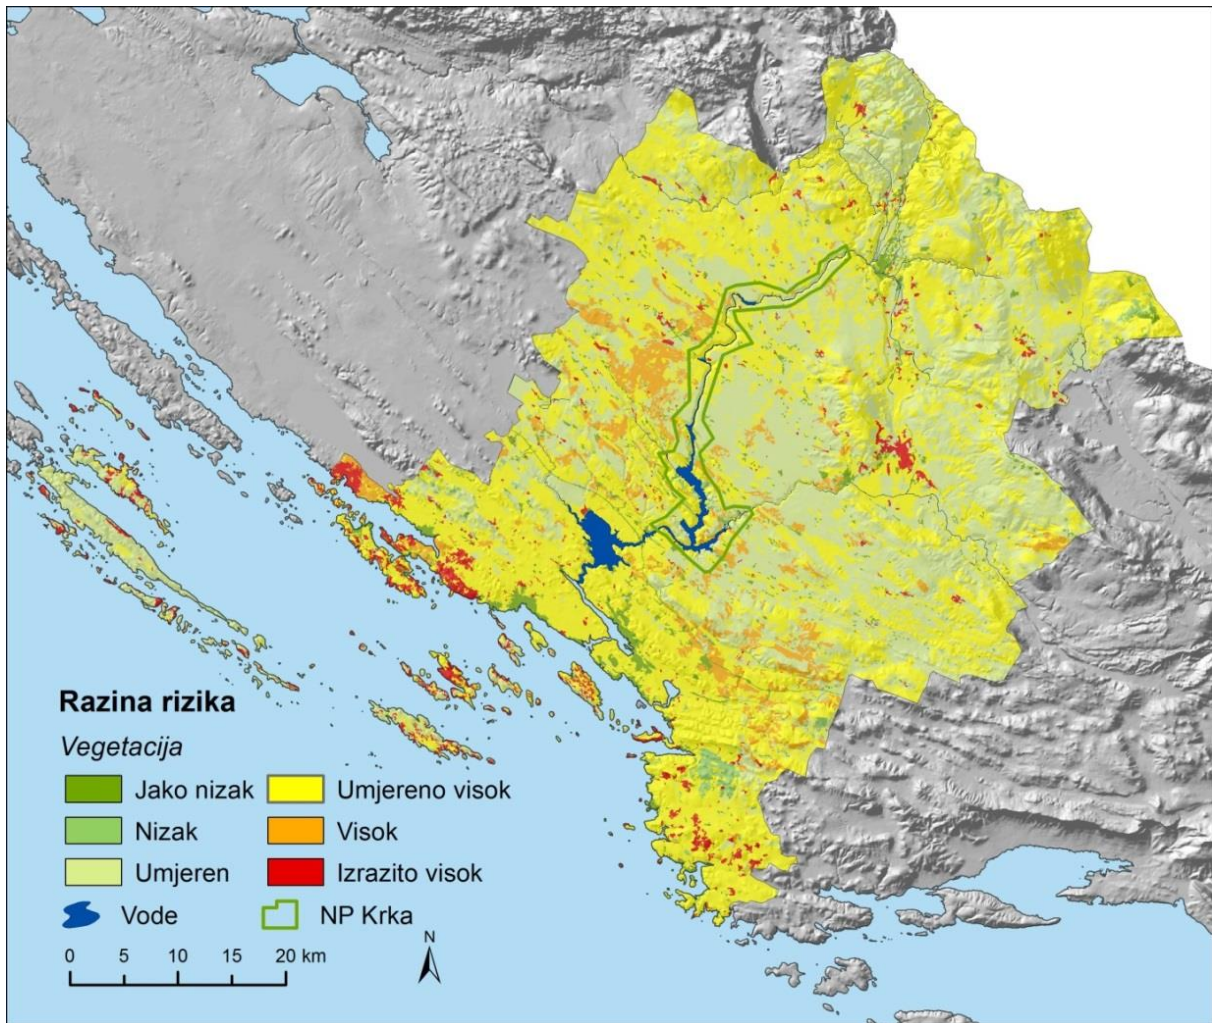 Razina rizika
Vegetacija
Jako nizak Umjereno visok
Nizak Visok
Umjeren Izrazito visok
Vode NP Krka
N
0 5 10 15 20 km